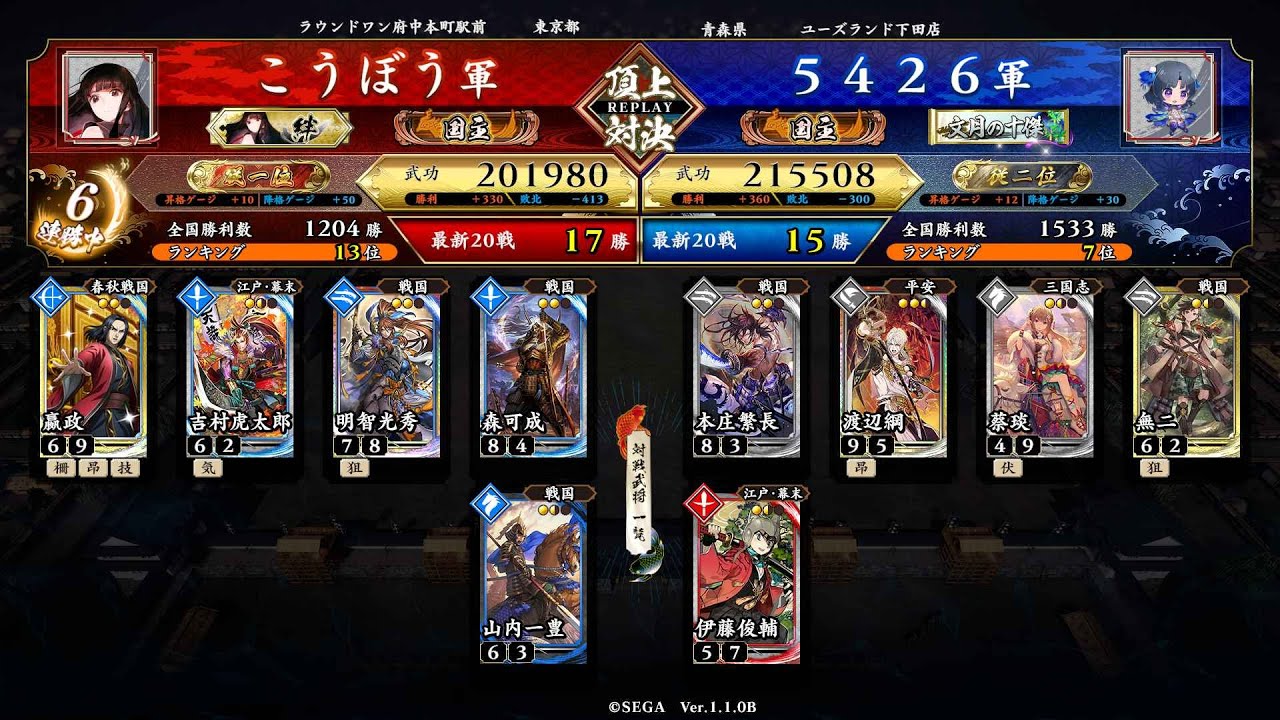 ラウンドワン府中本町駅前 東京都
青森県 ユーズランド下田店
こうぼう軍
頂上
REPLAY
対決
5426軍
絆
国主
国主
文月の十傑
6
連勝中
従一位
昇格ゲージ +10 降格ゲージ +50
武功 201980
勝利 +330 敗北 -413
武功 215508
勝利 +360 敗北 -300
従二位
昇格ゲージ +12 降格ゲージ +30
全国勝利数 1204勝
ランキング 13位
最新20戦 17勝
最新20戦 15勝
全国勝利数 1533勝
ランキング 7位
春秋戦国
嬴政
6 9
柵 昂 技
江戸・幕末
吉村虎太郎
6 2
気
戦国
明智光秀
7 8
狙
戦国
森可成
8 4
戦国
本庄繁長
8 3
平安
渡辺綱
9 5
昂
三国志
蔡琰
4 9
伏
戦国
無二
6 2
狙
対戦武将一覧
戦国
山内一豊
6 3
江戸・幕末
伊藤俊輔
5 7
©SEGA Ver.1.1.0B